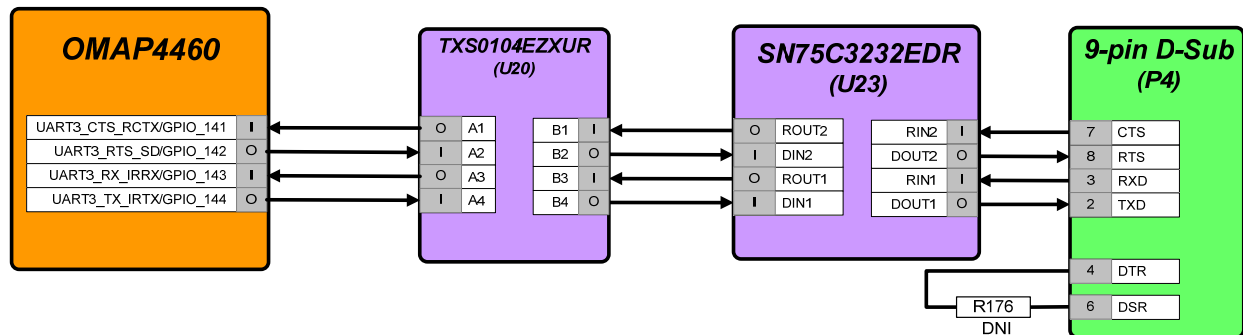 OMAP4460
UART3_CTS_RCTX/GPIO_141 I
UART3_RTS_SD/GPIO_142 O
UART3_RX_IRRX/GPIO_143 I
UART3_TX_IRTX/GPIO_144 O
TXS0104EZXUR
(U20)
O A1
I A2
O A3
I A4
B1 I
B2 O
B3 I
B4 O
SN75C3232EDR
(U23)
O ROUT2
I DIN2
O ROUT1
I DIN1
RIN2 I
DOUT2 O
RIN1 I
DOUT1 O
9-pin D-Sub
(P4)
7 CTS
8 RTS
3 RXD
2 TXD
4 DTR
6 DSR
R176
DNI